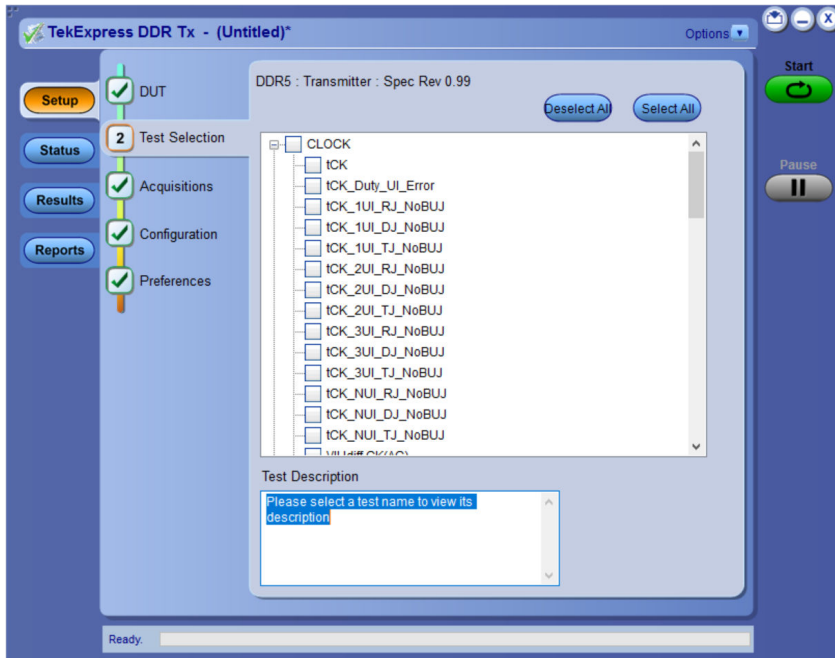 TekExpress DDR Tx - (Untitled)*
Options
X
Start
Pause
Setup
Status
Results
Reports
DUT
2 Test Selection
Acquisitions
Configuration
Preferences
DDR5 : Transmitter : Spec Rev 0.99
Deselect All
Select All
CLOCK
tCK
tCK_Duty_UI_Error
tCK_1UI_RJ_NoBUJ
tCK_1UI_DJ_NoBUJ
tCK_1UI_TJ_NoBUJ
tCK_2UI_RJ_NoBUJ
tCK_2UI_DJ_NoBUJ
tCK_2UI_TJ_NoBUJ
tCK_3UI_RJ_NoBUJ
tCK_3UI_DJ_NoBUJ
tCK_3UI_TJ_NoBUJ
tCK_NUI_RJ_NoBUJ
tCK_NUI_DJ_NoBUJ
tCK_NUI_TJ_NoBUJ
Test Description
Please select a test name to view its
description
Ready.